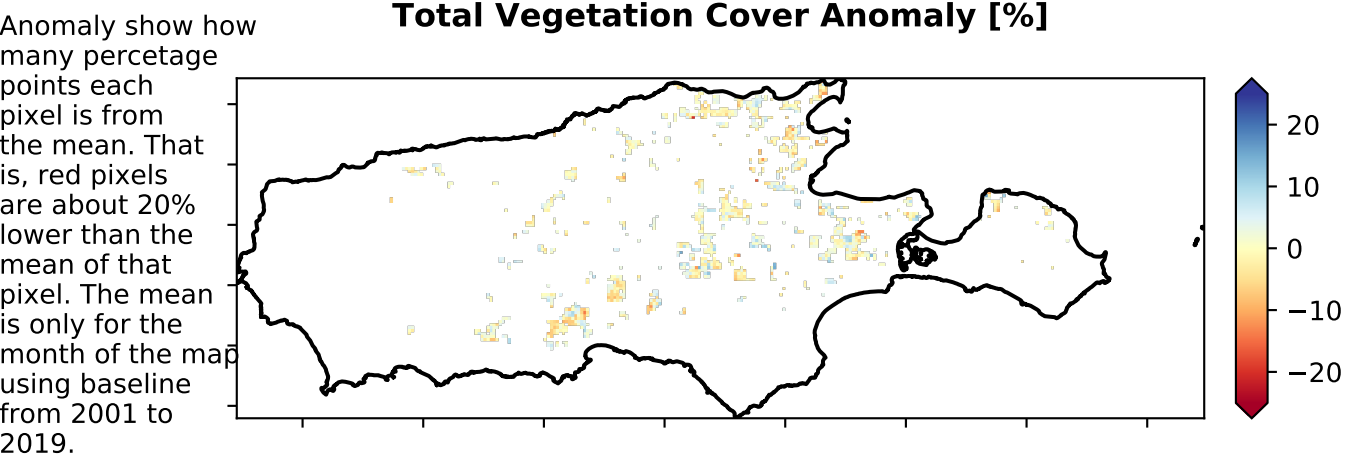 Total Vegetation Cover Anomaly [%]
Anomaly show how
many percetage
points each
pixel is from
the mean. That
is, red pixels
are about 20%
lower than the
mean of that
pixel. The mean
is only for the
month of the map
using baseline
from 2001 to
2019.
20
10
0
−10
−20